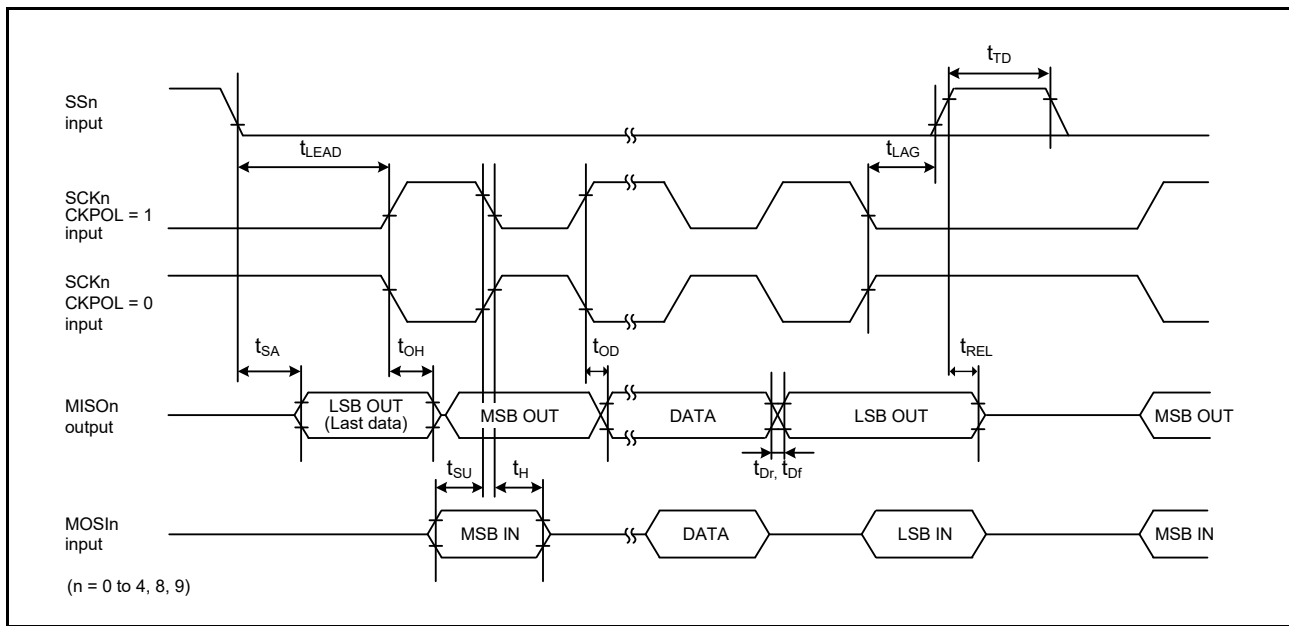 tTD
SSn
input
tLEAD
tLAG
SCKn
CKPOL = 1
input
SCKn
CKPOL = 0
input
tSA
tOH
tOD
tREL
MISOn
output
LSB OUT
(Last data)
MSB OUT
DATA
LSB OUT
MSB OUT
tSU
tH
tDr, tDf
MOSIn
input
MSB IN
DATA
LSB IN
MSB IN
(n = 0 to 4, 8, 9)